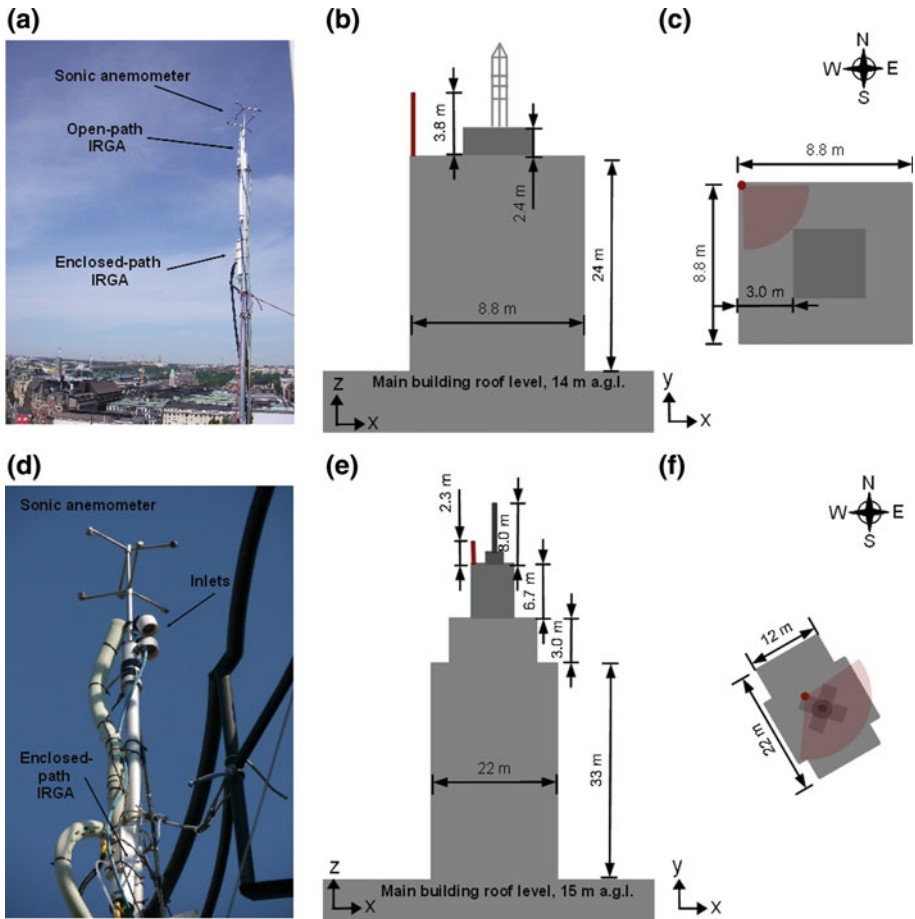 (a)
Sonic anemometer
Open-path
IRGA
Enclosed-path
IRGA
(b)
3.8 m
2.4 m
24 m
8.8 m
Main building roof level, 14 m a.g.l.
Z
X
(c)
N
W E
S
8.8 m
8.8 m
3.0 m
y
X
(d)
Sonic anemometer
Inlets
Enclosed-
path
IRGA
(e)
2.3 m
8.0 m
6.7 m
3.0 m
22 m
33 m
Main building roof level, 15 m a.g.l.
Z
X
(f)
N
W E
S
12 m
22 m
y
X